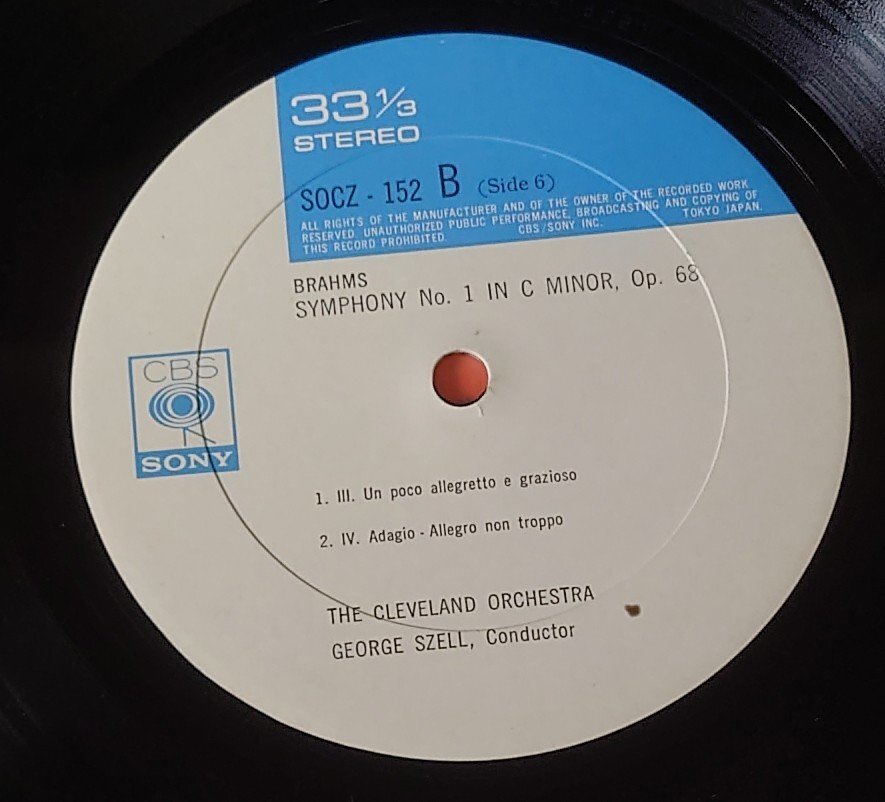 33 1/3
STEREO
SOCZ - 152 B (Side 6)
ALL RIGHTS OF THE MANUFACTURER AND OF THE OWNER OF THE RECORDED WORK
RESERVED. UNAUTHORIZED PUBLIC PERFORMANCE, BROADCASTING AND COPYING OF
THIS RECORD PROHIBITED. CBS/SONY INC. TOKYO JAPAN.
BRAHMS
SYMPHONY No. 1 IN C MINOR, Op. 68
CBS
SONY
1. III. Un poco allegretto e grazioso
2. IV. Adagio - Allegro non troppo
THE CLEVELAND ORCHESTRA
GEORGE SZELL, Conductor